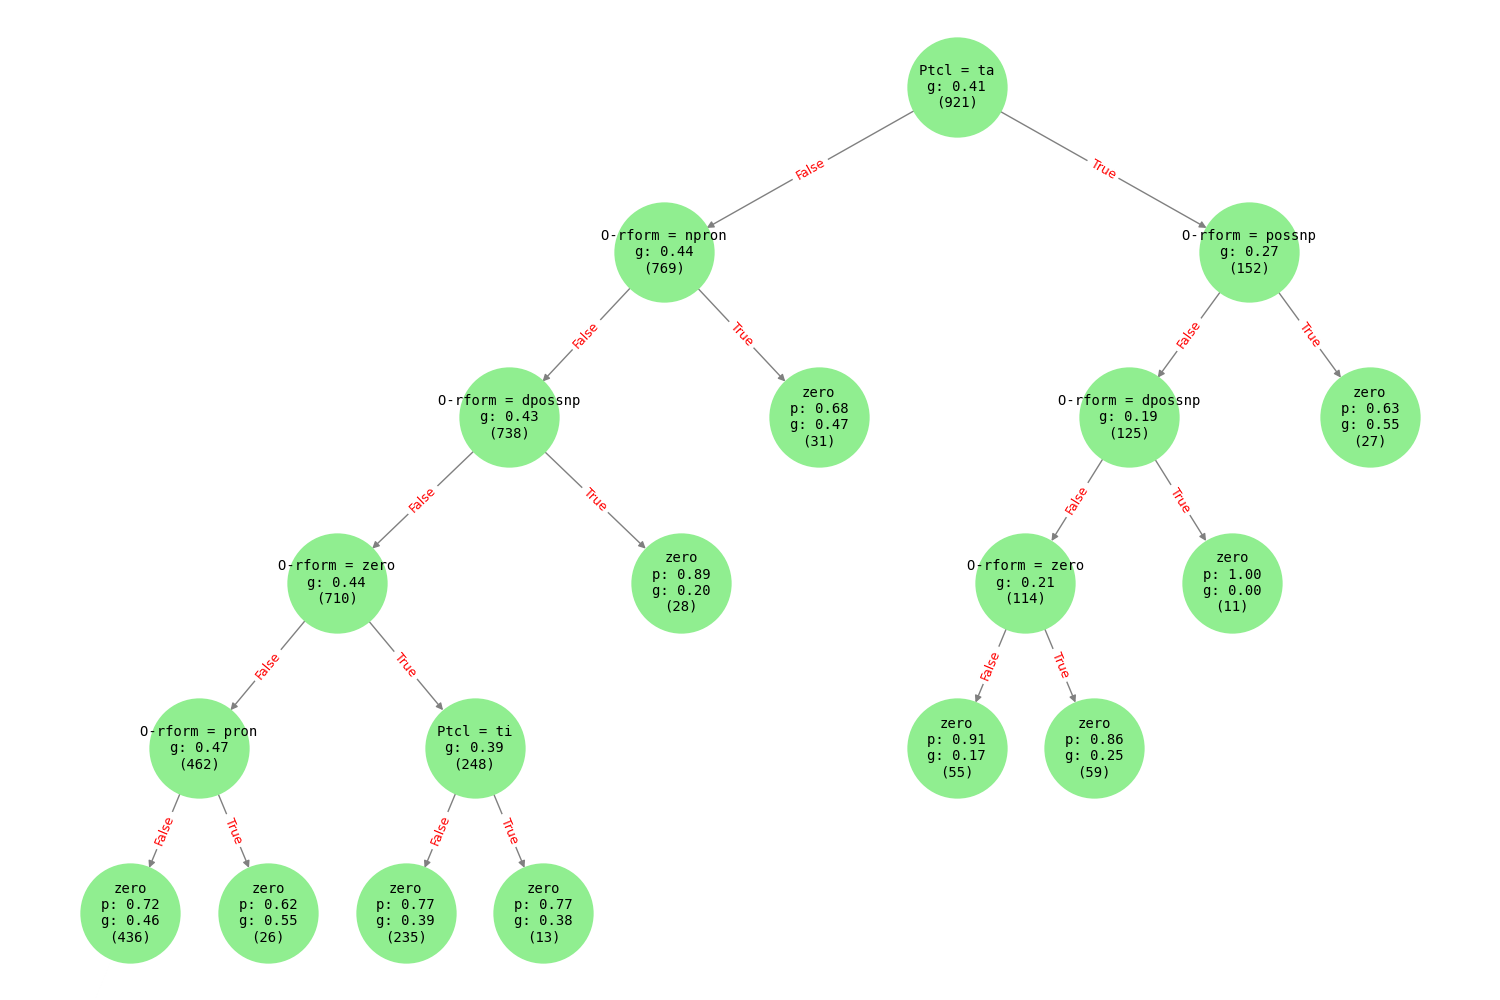 Ptcl = ta
g: 0.41
(921)
False
True
O-rform = npron
g: 0.44
(769)
O-rform = possnp
g: 0.27
(152)
False
True
False
True
O-rform = dpossnp
g: 0.43
(738)
zero
p: 0.68
g: 0.47
(31)
O-rform = dpossnp
g: 0.19
(125)
zero
p: 0.63
g: 0.55
(27)
False
True
False
True
O-rform = zero
g: 0.44
(710)
zero
p: 0.89
g: 0.20
(28)
O-rform = zero
g: 0.21
(114)
zero
p: 1.00
g: 0.00
(11)
False
True
False
True
O-rform = pron
g: 0.47
(462)
Ptcl = ti
g: 0.39
(248)
zero
p: 0.91
g: 0.17
(55)
zero
p: 0.86
g: 0.25
(59)
False
True
False
True
zero
p: 0.72
g: 0.46
(436)
zero
p: 0.62
g: 0.55
(26)
zero
p: 0.77
g: 0.39
(235)
zero
p: 0.77
g: 0.38
(13)